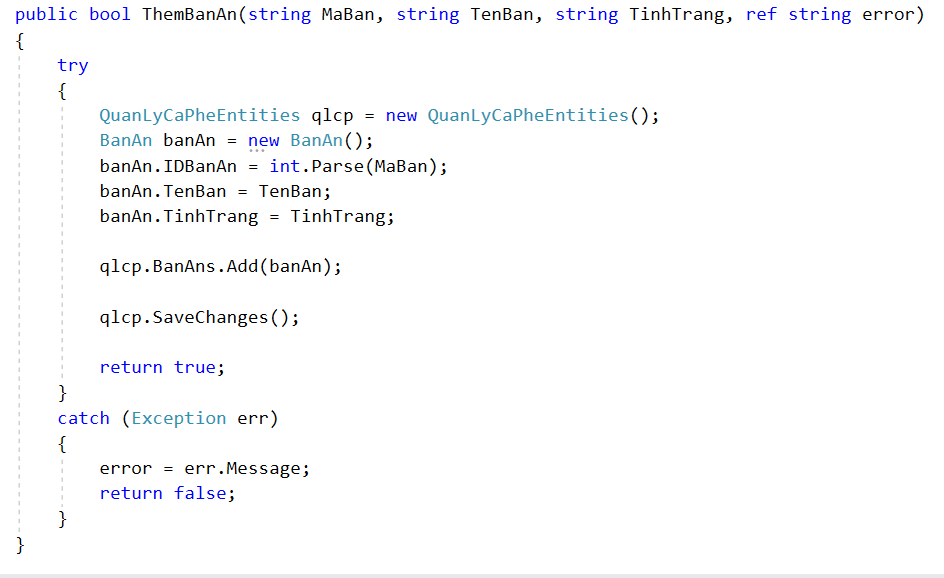 public bool ThemBanAn(string MaBan, string TenBan, string TinhTrang, ref string error)
{
try
{
QuanLyCaPheEntities qlcp = new QuanLyCaPheEntities();
BanAn banAn = new BanAn();
banAn.IDBanAn = int.Parse(MaBan);
banAn.TenBan = TenBan;
banAn.TinhTrang = TinhTrang;
qlcp.BanAns.Add(banAn);
qlcp.SaveChanges();
return true;
}
catch (Exception err)
{
error = err.Message;
return false;
}
}